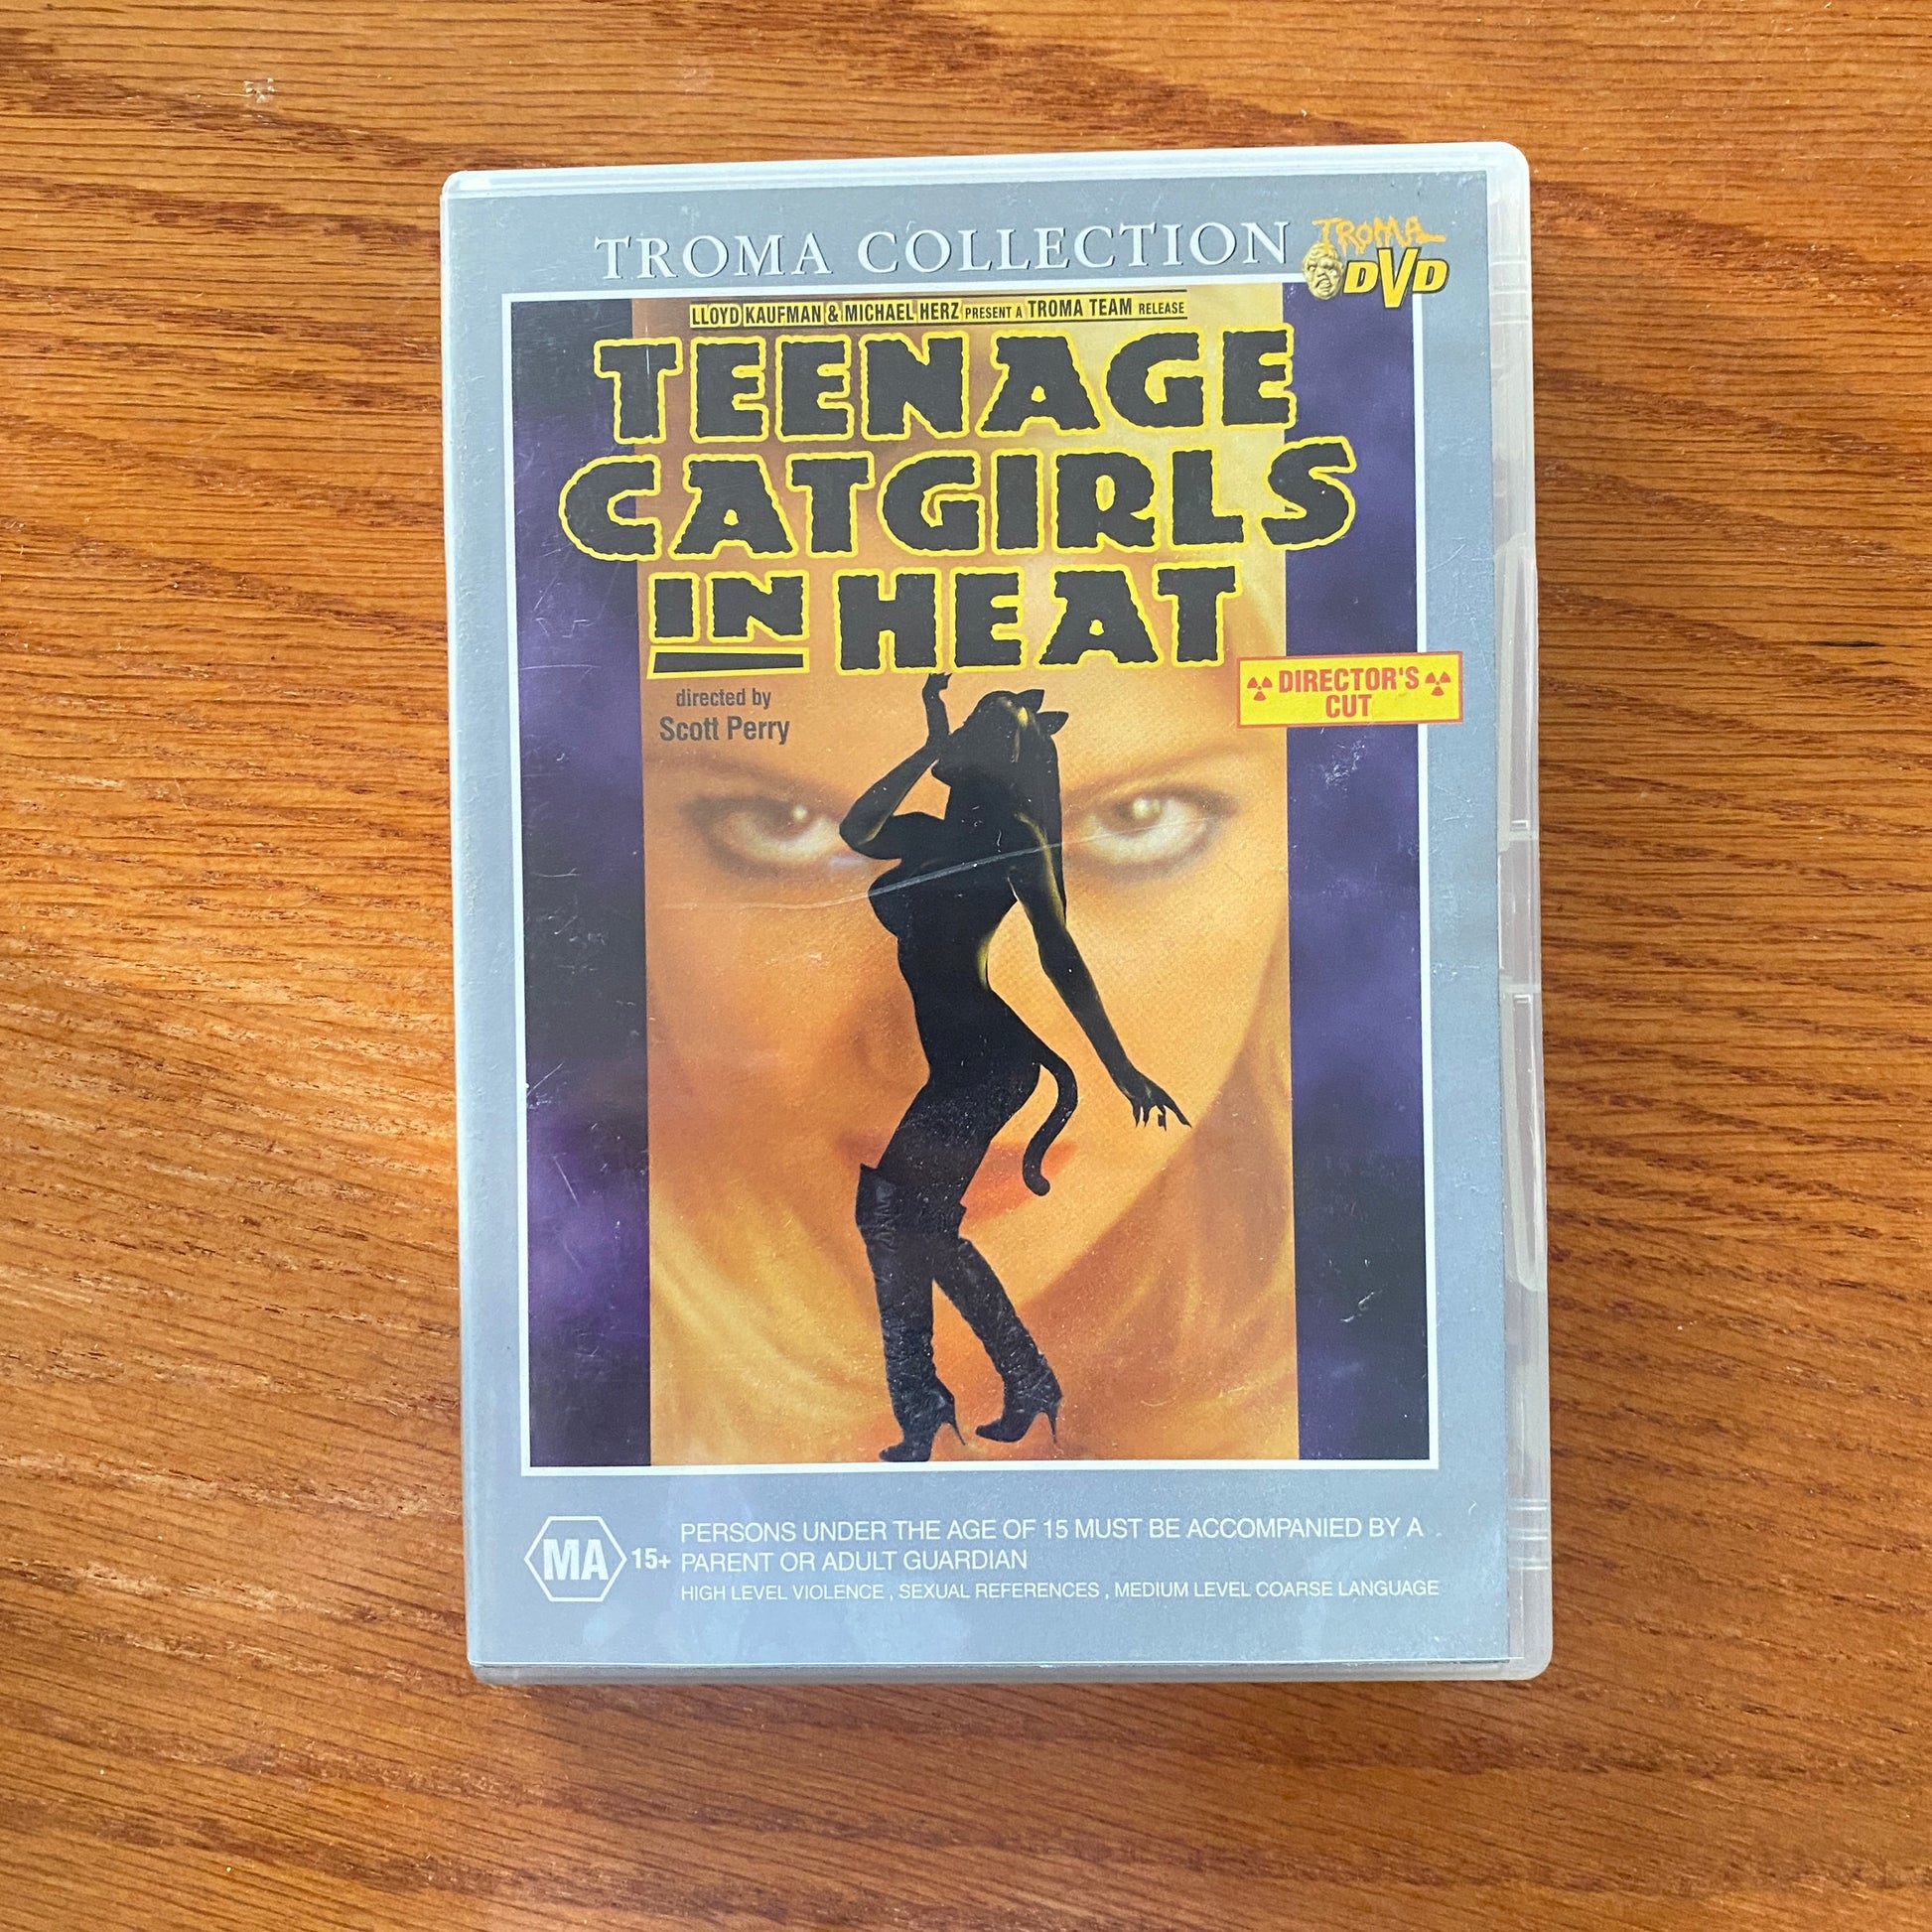 TROMA COLLECTION
TROMA
DVD
LLOYD KAUFMAN & MICHAEL HERZ PRESENT A TROMA TEAM RELEASE
TEENAGE
CATGIRLS
IN HEAT
DIRECTOR'S
CUT
directed by
Scott Perry
MA 15+
PERSONS UNDER THE AGE OF 15 MUST BE ACCOMPANIED BY A
PARENT OR ADULT GUARDIAN
HIGH LEVEL VIOLENCE , SEXUAL REFERENCES , MEDIUM LEVEL COARSE LANGUAGE